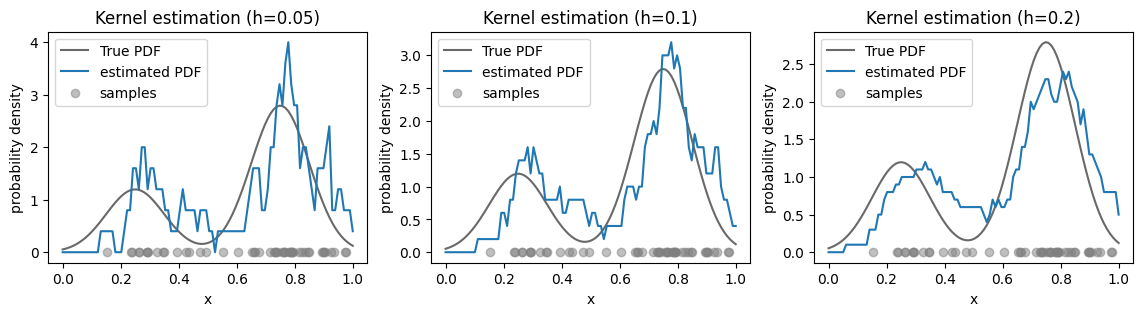 Kernel estimation (h=0.05)
4
3
2
1
0
probability density
True PDF
estimated PDF
samples
0.0 0.2 0.4 0.6 0.8 1.0
x
Kernel estimation (h=0.1)
3.0
2.5
2.0
1.5
1.0
0.5
0.0
probability density
True PDF
estimated PDF
samples
0.0 0.2 0.4 0.6 0.8 1.0
x
Kernel estimation (h=0.2)
2.5
2.0
1.5
1.0
0.5
0.0
probability density
True PDF
estimated PDF
samples
0.0 0.2 0.4 0.6 0.8 1.0
x